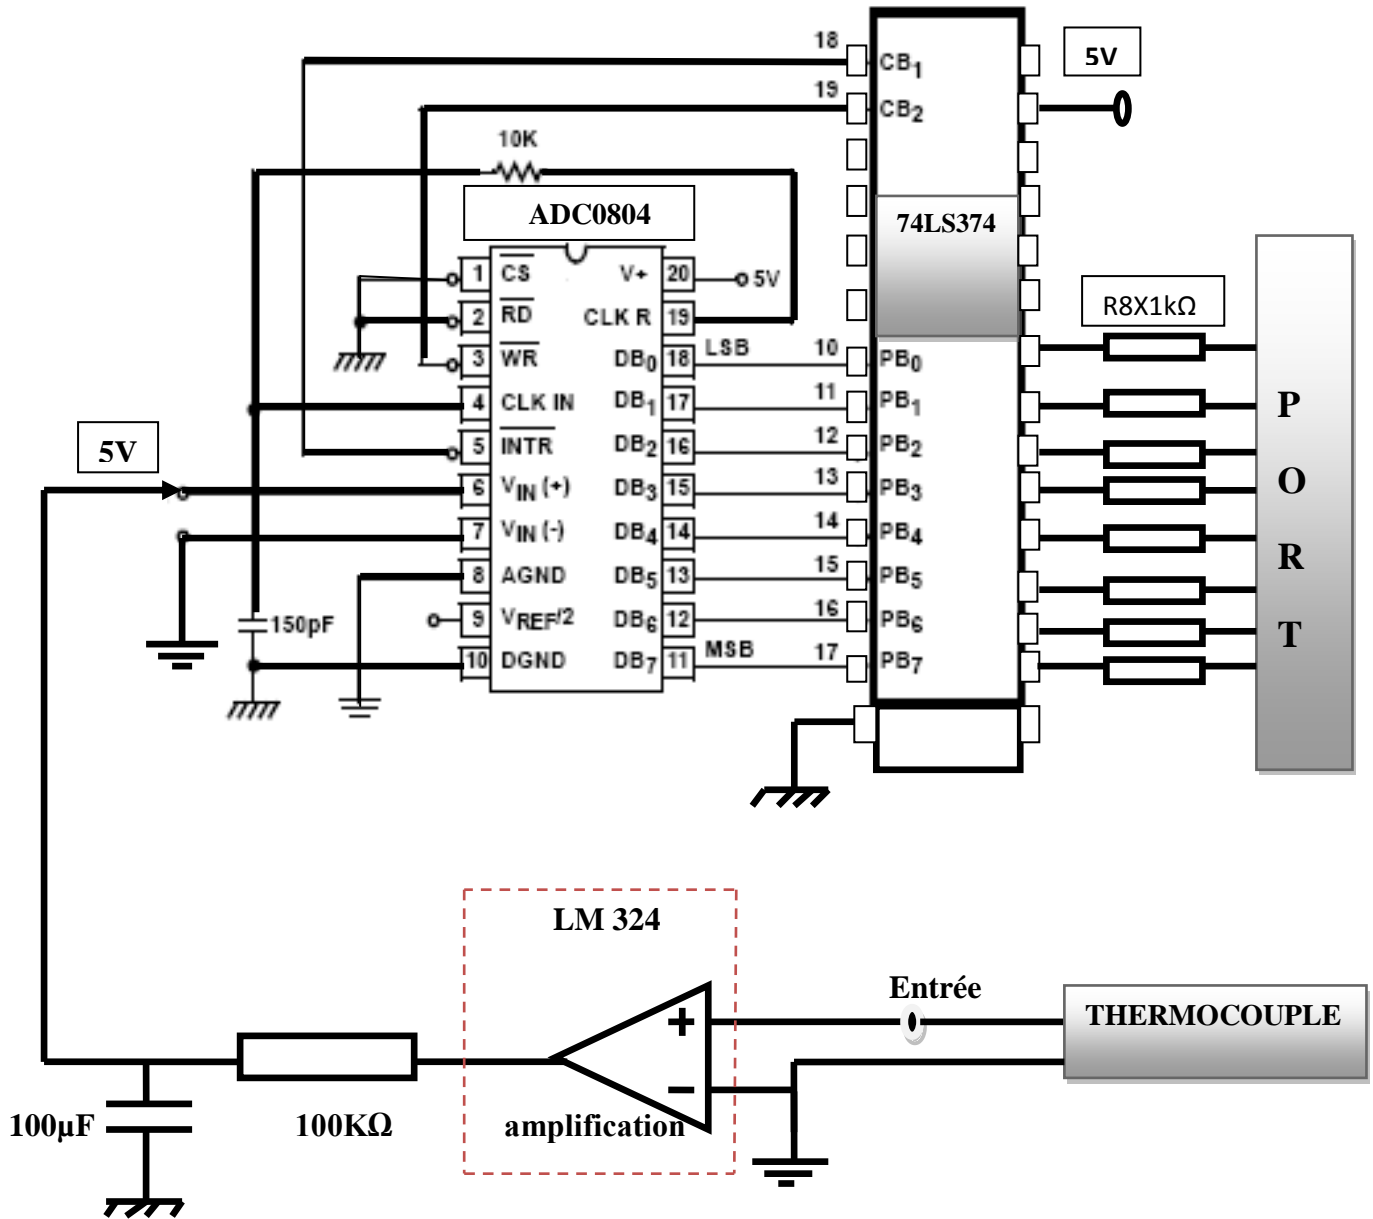 18
CB1
5V
19
CB2
10K
ADC0804
74LS374
1 CS V+ 20 5V
2 RD CLK R 19
R8X1kΩ
3 WR DB0 18 LSB 10 PB0
4 CLK IN DB1 17 11 PB1
5 INTR DB2 16 12 PB2
5V
6 VIN (+) DB3 15 13 PB3
7 VIN (-) DB4 14 14 PB4
8 AGND DB5 13 15 PB5
9 VREF/2 DB6 12 16 PB6
150pF
10 DGND DB7 11 MSB 17 PB7
P
O
R
T
LM 324
Entrée
THERMOCOUPLE
+
−
100µF
100KΩ
amplification